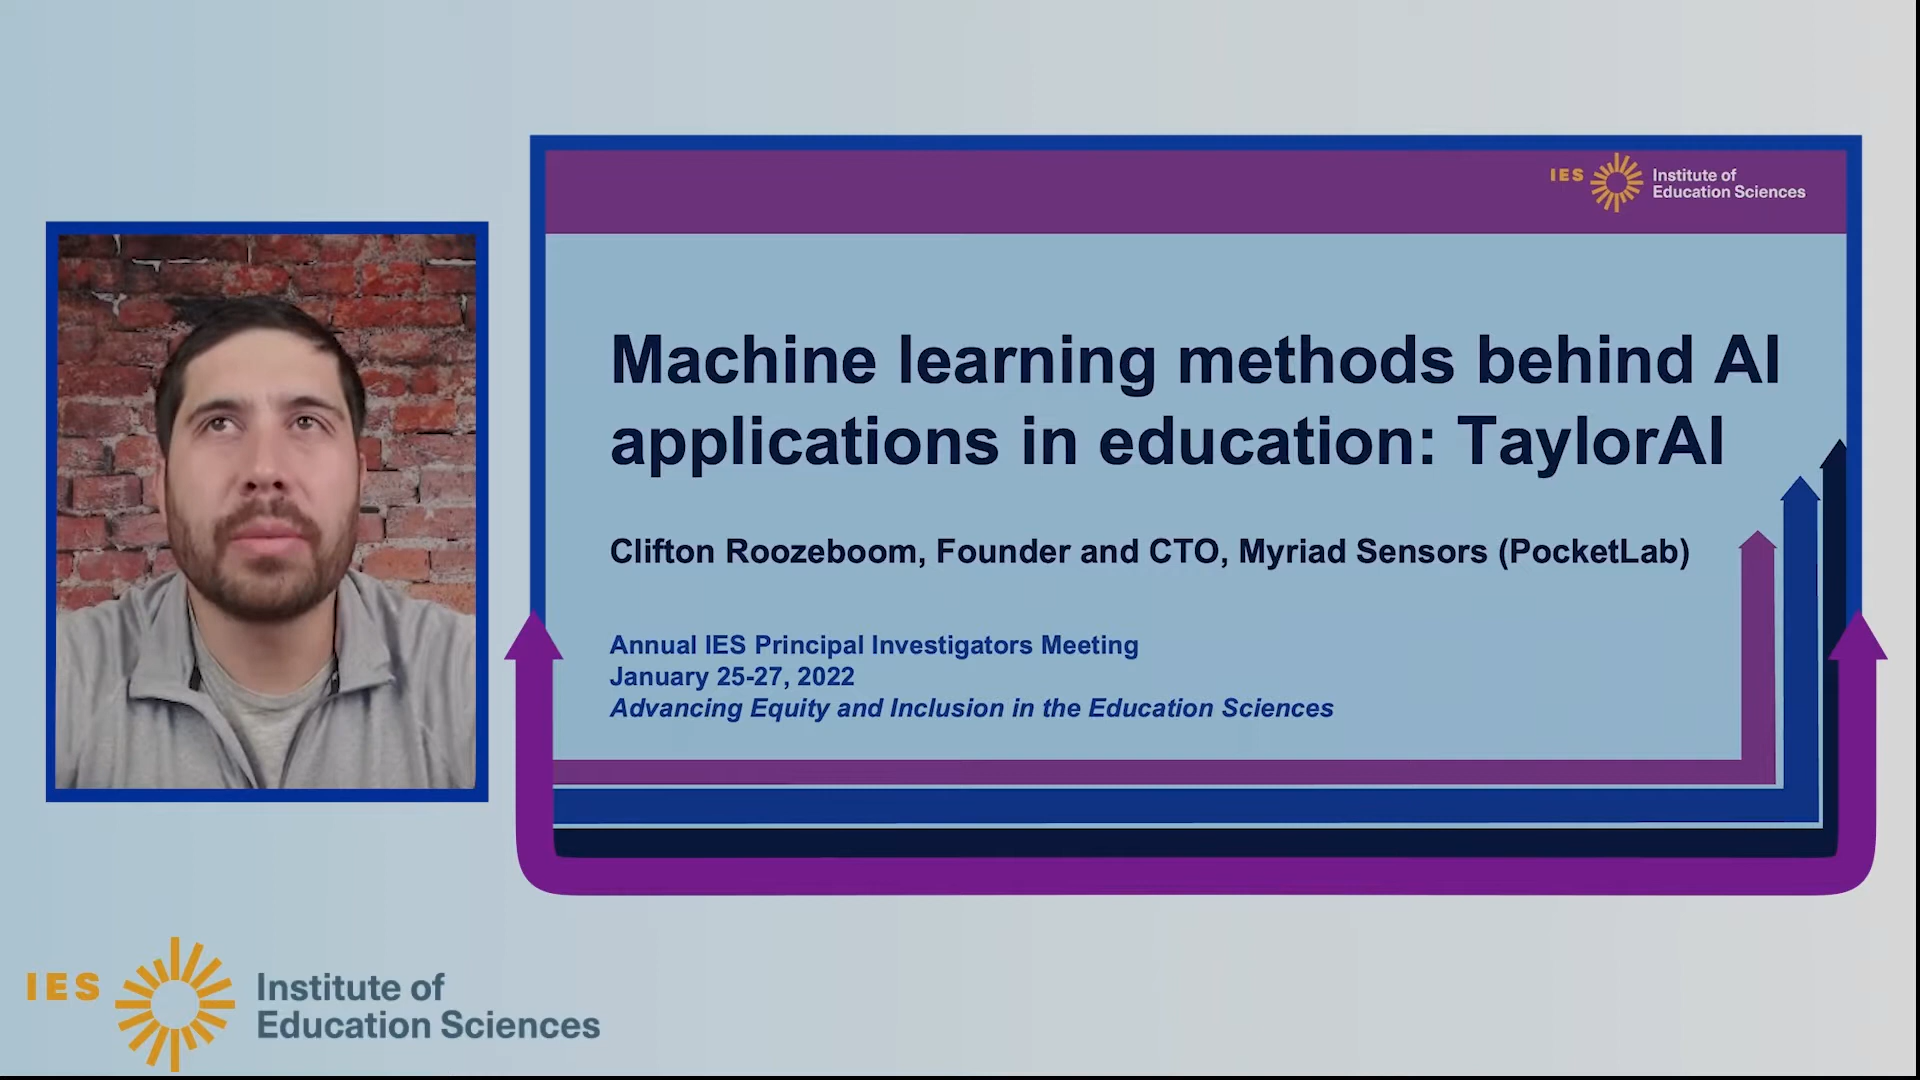 IES
Institute of
Education Sciences
Machine learning methods behind AI
applications in education: TaylorAI
Clifton Roozeboom, Founder and CTO, Myriad Sensors (PocketLab)
Annual IES Principal Investigators Meeting
January 25-27, 2022
Advancing Equity and Inclusion in the Education Sciences
IES
Institute of
Education Sciences